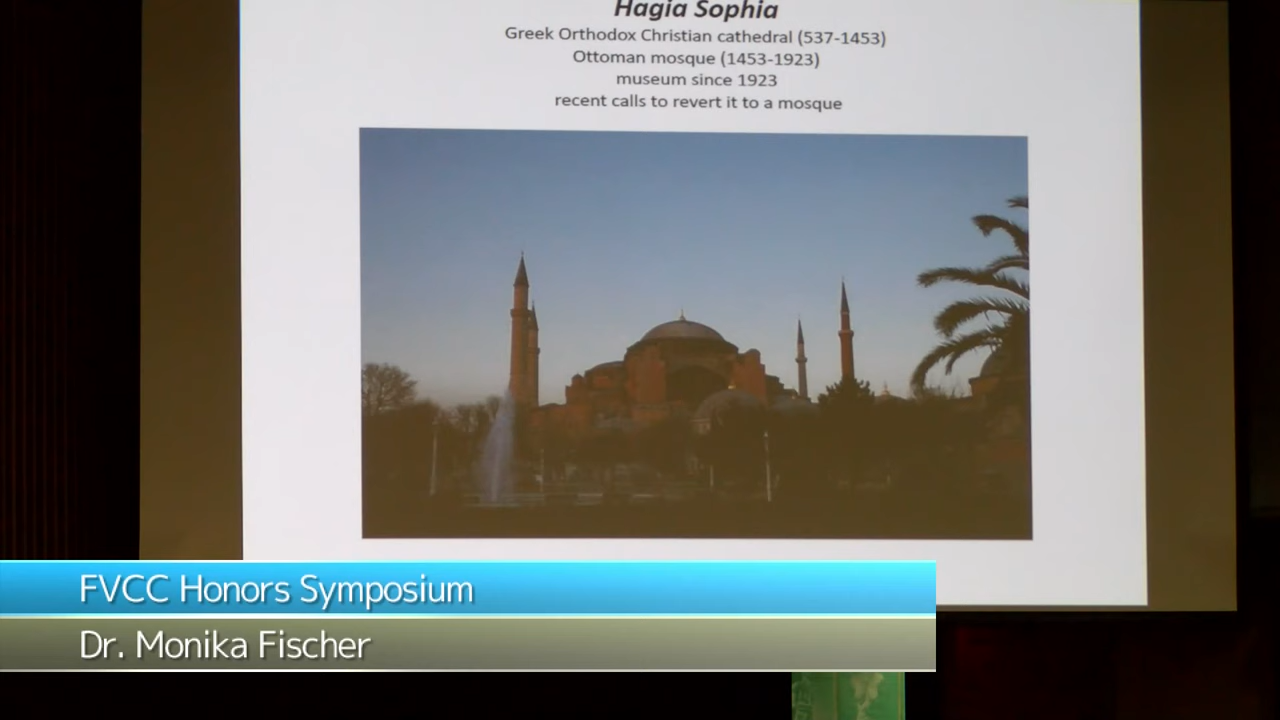 Hagia Sophia
Greek Orthodox Christian cathedral (537-1453)
Ottoman mosque (1453-1923)
museum since 1923
recent calls to revert it to a mosque
FVCC Honors Symposium
Dr. Monika Fischer